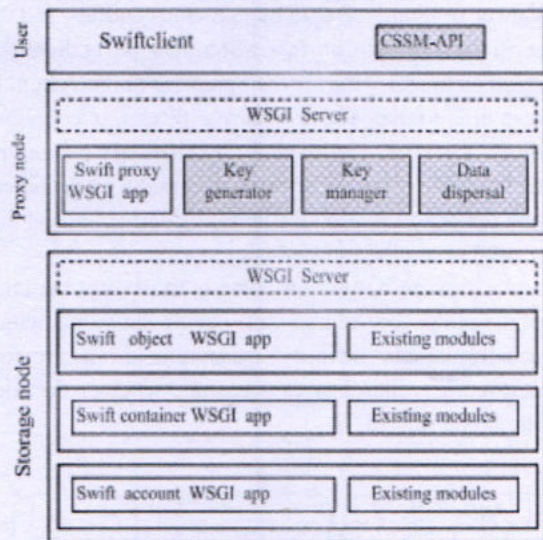 User
Swiftclient
CSSM-API
Proxy node
WSGI Server
Swift proxy
WSGI app
Key
generator
Key
manager
Data
dispersal
Storage node
WSGI Server
Swift object WSGI app
Existing modules
Swift container WSGI app
Existing modules
Swift account WSGI app
Existing modules